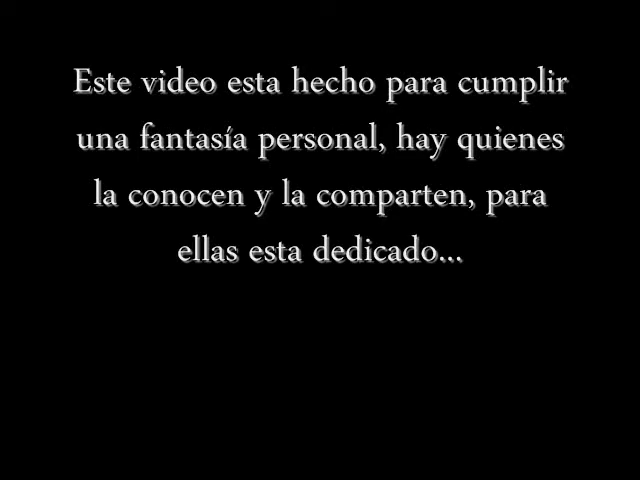 Este video esta hecho para cumplir
una fantasía personal, hay quienes
la conocen y la comparten, para
ellas esta dedicado...